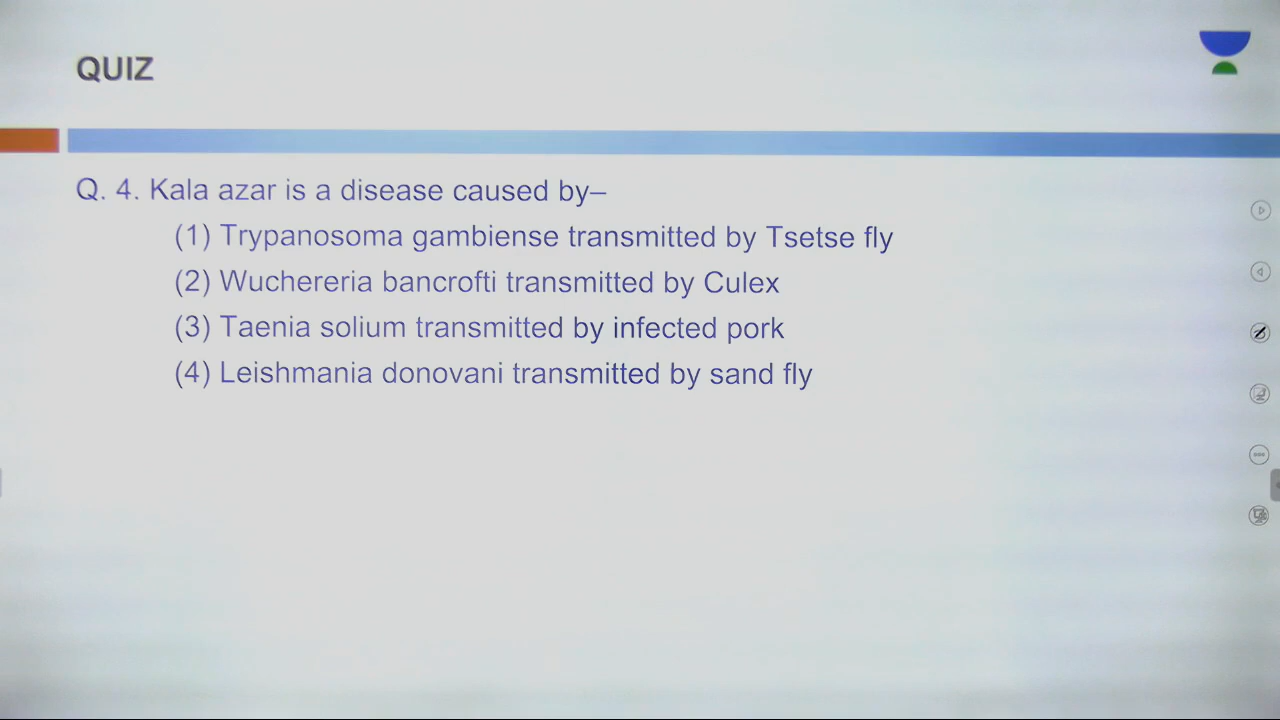 QUIZ
Q. 4. Kala azar is a disease caused by–
(1) Trypanosoma gambiense transmitted by Tsetse fly
(2) Wuchereria bancrofti transmitted by Culex
(3) Taenia solium transmitted by infected pork
(4) Leishmania donovani transmitted by sand fly